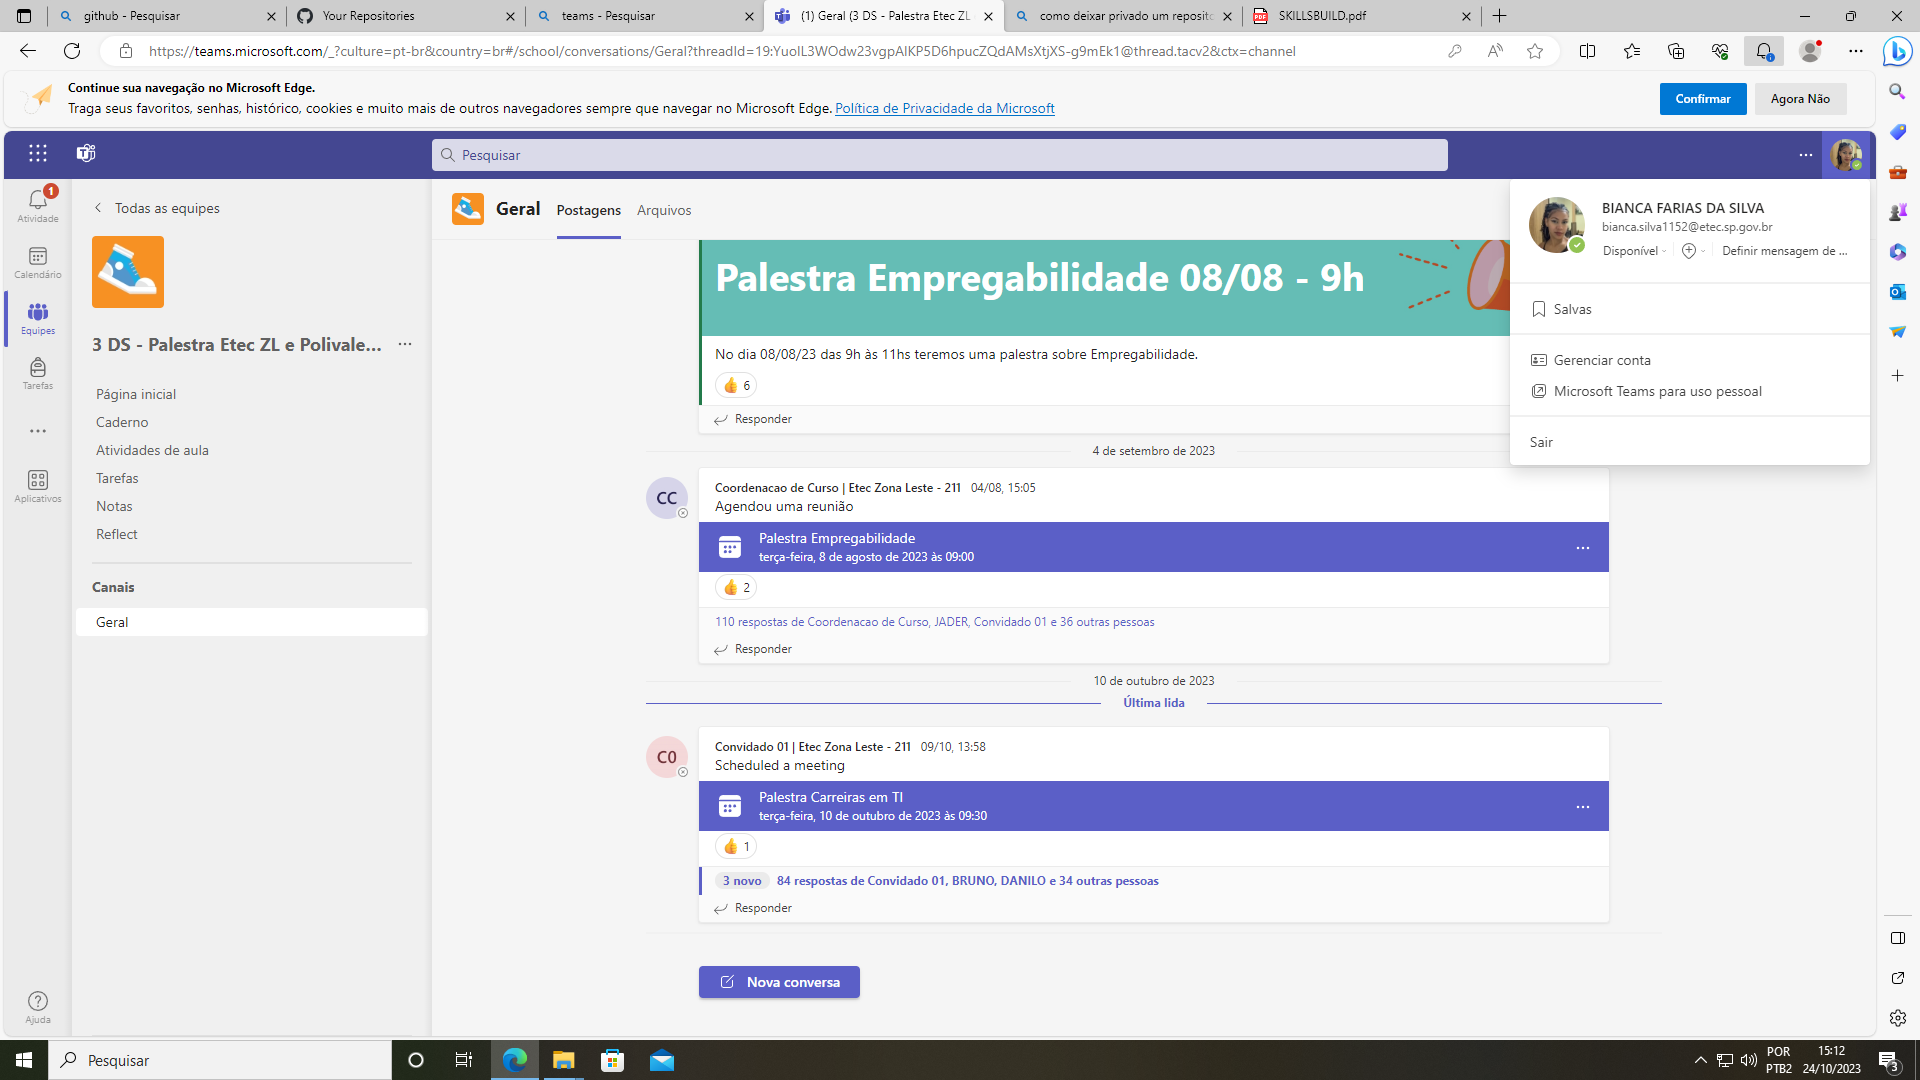 github - Pesquisar
Your Repositories
teams - Pesquisar
(1) Geral (3 DS - Palestra Etec ZL
como deixar privado um reposito
SKILLSBUILD.pdf
https://teams.microsoft.com/_?culture=pt-br&country=br#/school/conversations/Geral?threadId=19:YuoIL3WOdw23vgpAIKP5D6hpucZQdAMsXtjXS-g9mEk1@thread.tacv2&ctx=channel
Continue sua navegação no Microsoft Edge.
Traga seus favoritos, senhas, histórico, cookies e muito mais de outros navegadores sempre que navegar no Microsoft Edge. Política de Privacidade da Microsoft
Confirmar
Agora Não
Pesquisar
1
Atividade
Calendário
Equipes
Tarefas
Aplicativos
Ajuda
Todas as equipes
3 DS - Palestra Etec ZL e Polivale...
Página inicial
Caderno
Atividades de aula
Tarefas
Notas
Reflect
Canais
Geral
Geral
Postagens
Arquivos
BIANCA FARIAS DA SILVA
bianca.silva1152@etec.sp.gov.br
Disponível
Definir mensagem de ...
Salvas
Gerenciar conta
Microsoft Teams para uso pessoal
Sair
Palestra Empregabilidade 08/08 - 9h
No dia 08/08/23 das 9h às 11hs teremos uma palestra sobre Empregabilidade.
6
Responder
4 de setembro de 2023
CC
Coordenacao de Curso | Etec Zona Leste - 211 04/08, 15:05
Agendou uma reunião
Palestra Empregabilidade
terça-feira, 8 de agosto de 2023 às 09:00
2
110 respostas de Coordenacao de Curso, JADER, Convidado 01 e 36 outras pessoas
Responder
10 de outubro de 2023
Última lida
C0
Convidado 01 | Etec Zona Leste - 211 09/10, 13:58
Scheduled a meeting
Palestra Carreiras em TI
terça-feira, 10 de outubro de 2023 às 09:30
1
3 novo 84 respostas de Convidado 01, BRUNO, DANILO e 34 outras pessoas
Responder
Nova conversa
Pesquisar
POR
PTB2
15:12
24/10/2023
3